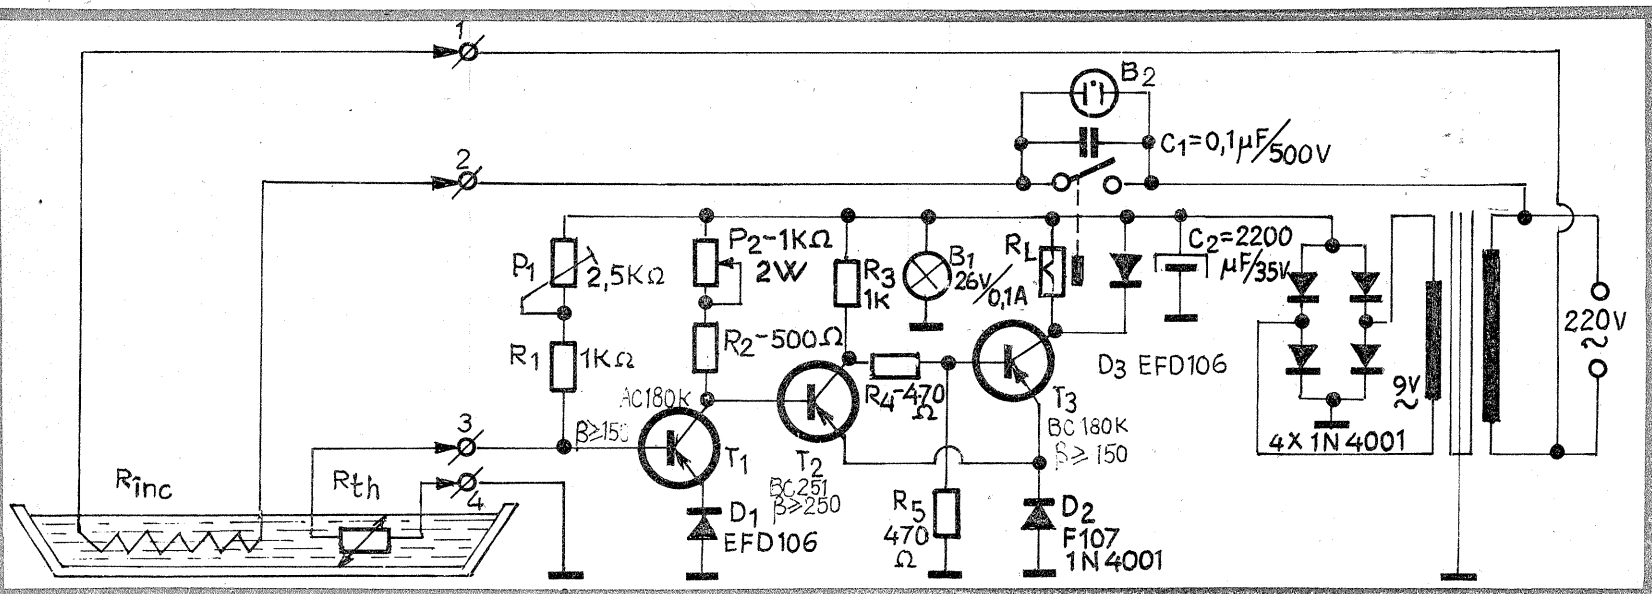 1
B2
C1=0,1µF/500V
2
P1
2,5KΩ
P2-1KΩ
2W
R3
1K
B1
26V/0,1A
RL
C2=2200
µF/35V
R1
1KΩ
R2-500Ω
220V
~
AC180K
β≥150
R4-470
Ω
D3 EFD106
9V
~
4X1N4001
3
T1
T2
BC251
β≥250
T3
BC180K
β≥150
Rinc
Rth
4
D1
EFD106
R5
470
Ω
D2
F107
1N4001